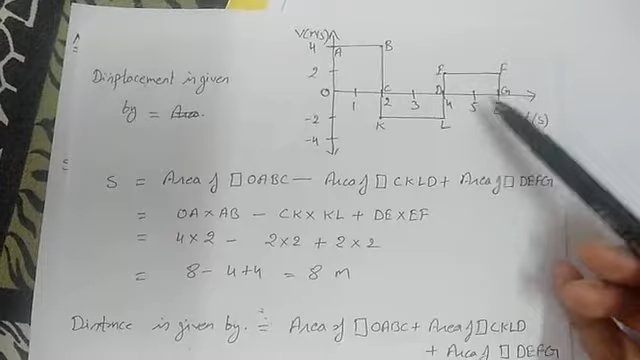 V(m/s)
4 A B
2 E F
O 1 C 2 3 D 4 5 G
-2 K L
-4
t(s)
Displacement is given
by = Area
S = Area of □OABC - Area of □CKLD + Area of □DEFG
= OA×AB - CK×KL + DE×EF
= 4×2 - 2×2 + 2×2
= 8-4+4 = 8 m
Distance is given by = Area of □OABC + Area of □CKLD
+ Area of □DEFG